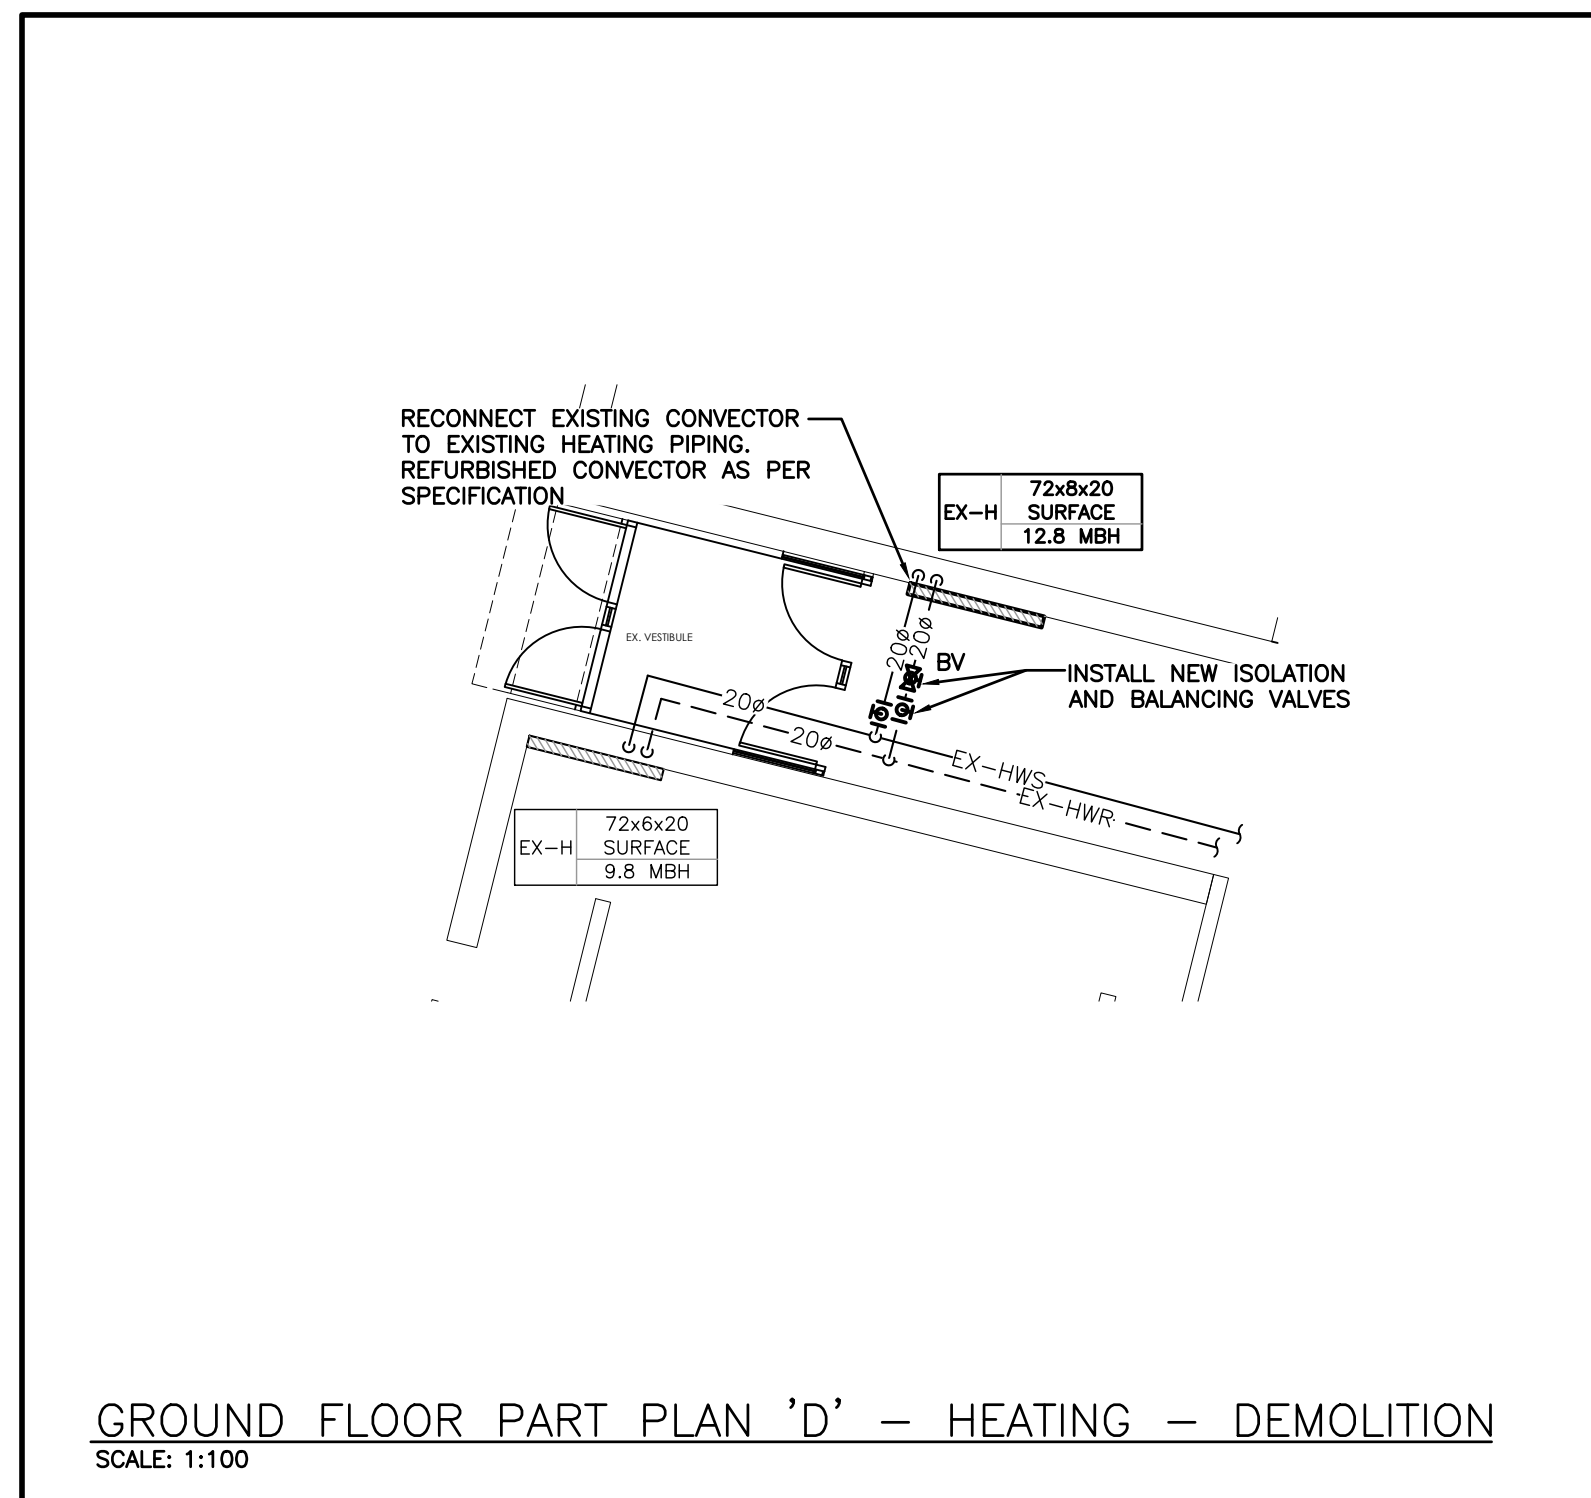 RECONNECT EXISTING CONVECTOR
TO EXISTING HEATING PIPING.
REFURBISHED CONVECTOR AS PER
SPECIFICATION
EX-H
72x8x20
SURFACE
12.8 MBH
EX. VESTIBULE
20ø
20ø
BV
INSTALL NEW ISOLATION
AND BALANCING VALVES
20ø
20ø
EX-HWS
EX-HWR
EX-H
72x6x20
SURFACE
9.8 MBH
GROUND FLOOR PART PLAN 'D' - HEATING - DEMOLITION
SCALE: 1:100